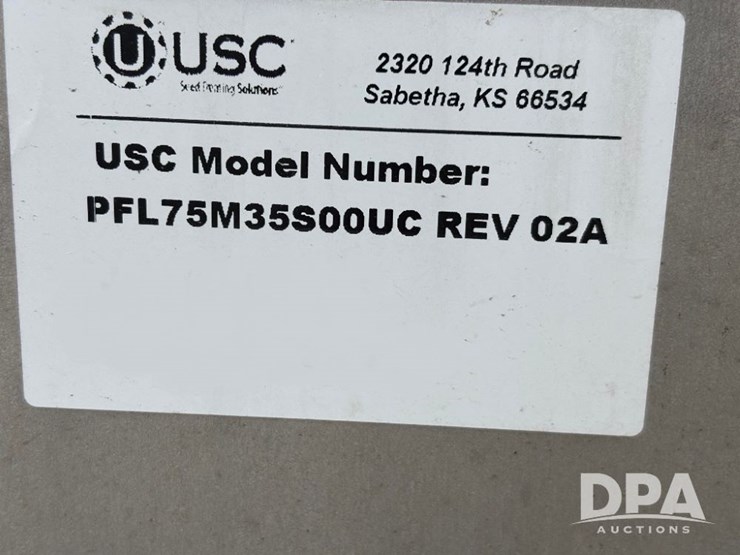 U USC
Seed Treating Solutions
2320 124th Road
Sabetha, KS 66534
USC Model Number:
PFL75M35S00UC REV 02A
DPA
AUCTIONS